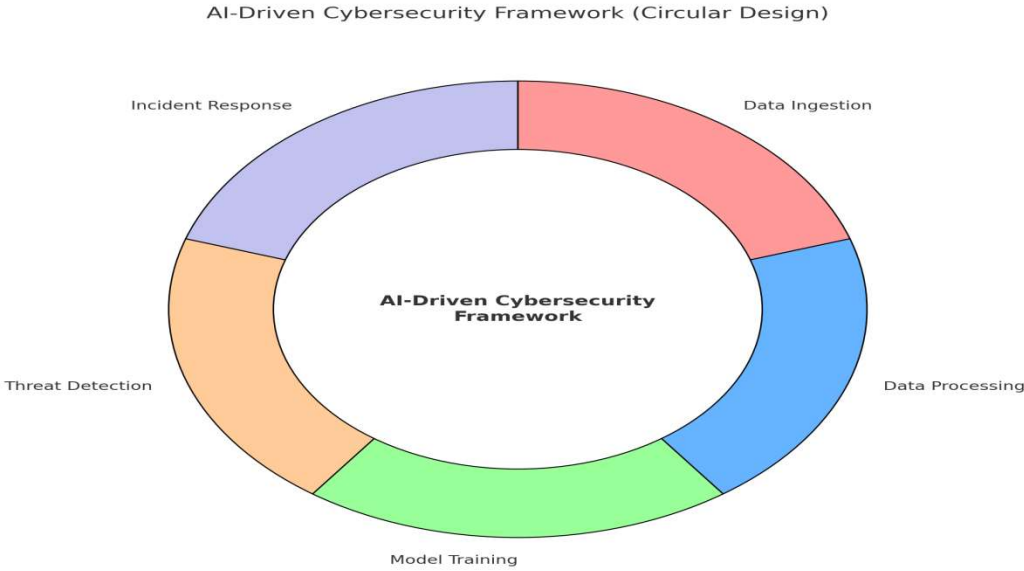 AI-Driven Cybersecurity Framework (Circular Design)
Incident Response
Data Ingestion
AI-Driven Cybersecurity
Framework
Threat Detection
Data Processing
Model Training